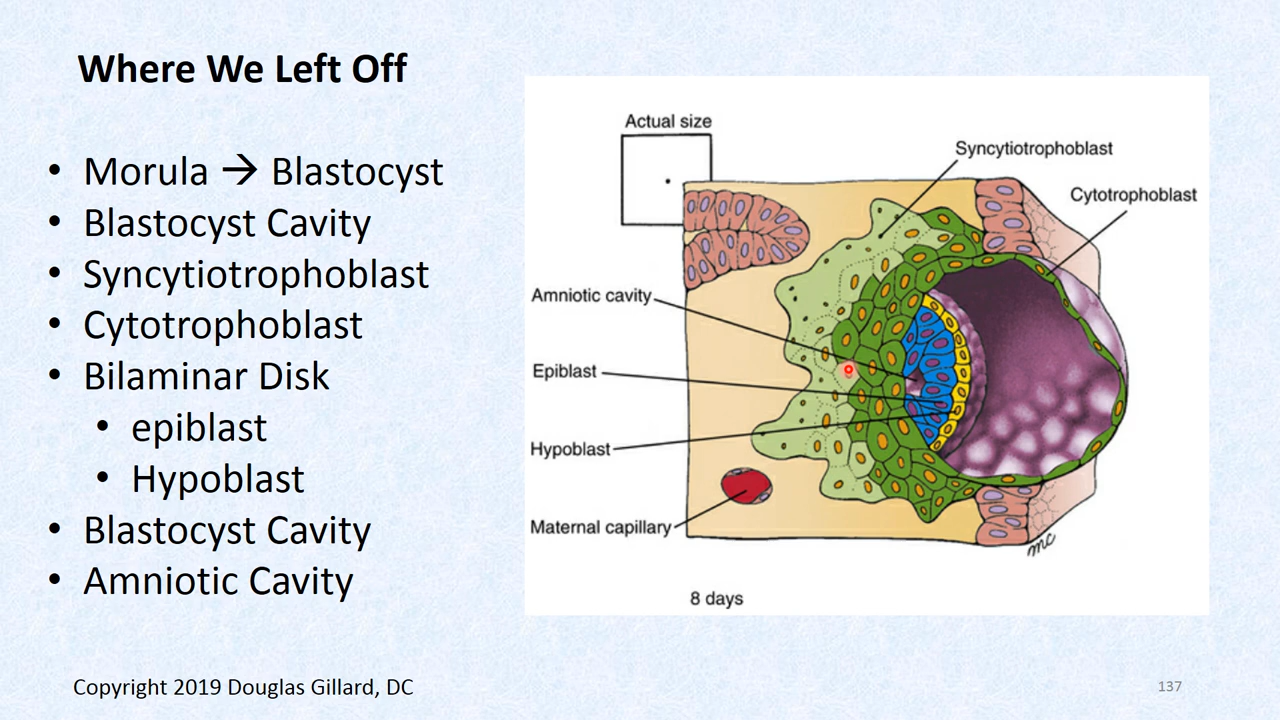 Where We Left Off
• Morula → Blastocyst
• Blastocyst Cavity
• Syncytiotrophoblast
• Cytotrophoblast
• Bilaminar Disk
• epiblast
• Hypoblast
• Blastocyst Cavity
• Amniotic Cavity
Actual size
Syncytiotrophoblast
Cytotrophoblast
Amniotic cavity
Epiblast
Hypoblast
Maternal capillary
mc
8 days
Copyright 2019 Douglas Gillard, DC
137